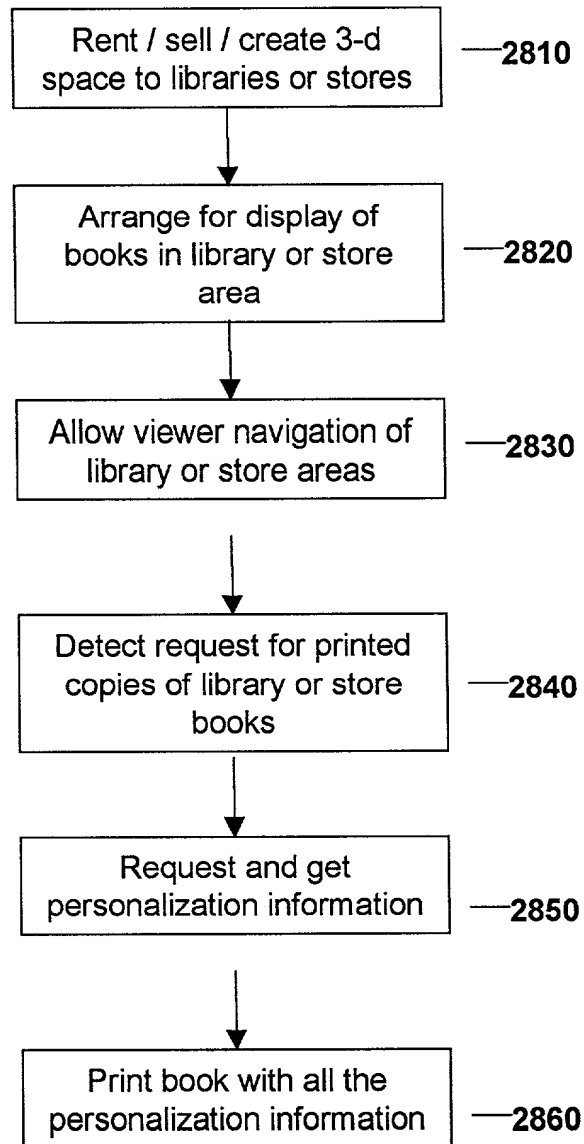 Rent / sell / create 3-d
space to libraries or stores
2810
Arrange for display of
books in library or store
area
2820
Allow viewer navigation of
library or store areas
2830
Detect request for printed
copies of library or store
books
2840
Request and get
personalization information
2850
Print book with all the
personalization information
2860